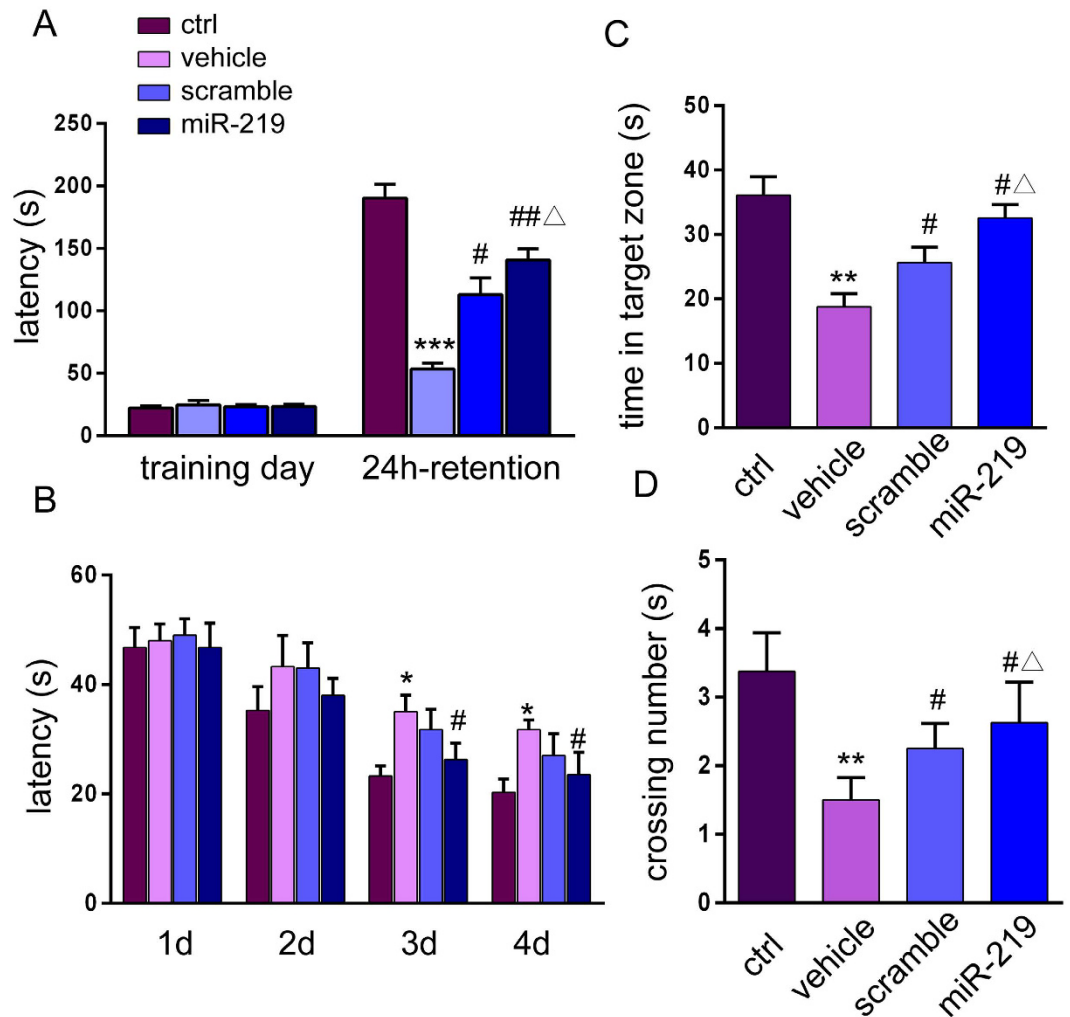 A
ctrl
vehicle
scramble
miR-219
latency (s)
250
200
150
100
50
0
***
#
##△
training day
24h-retention
B
latency (s)
60
40
20
0
*
#
*
#
1d
2d
3d
4d
C
time in target zone (s)
50
40
30
20
10
0
**
#
#△
ctrl
vehicle
scramble
miR-219
D
crossing number (s)
5
4
3
2
1
0
**
#
#△
ctrl
vehicle
scramble
miR-219